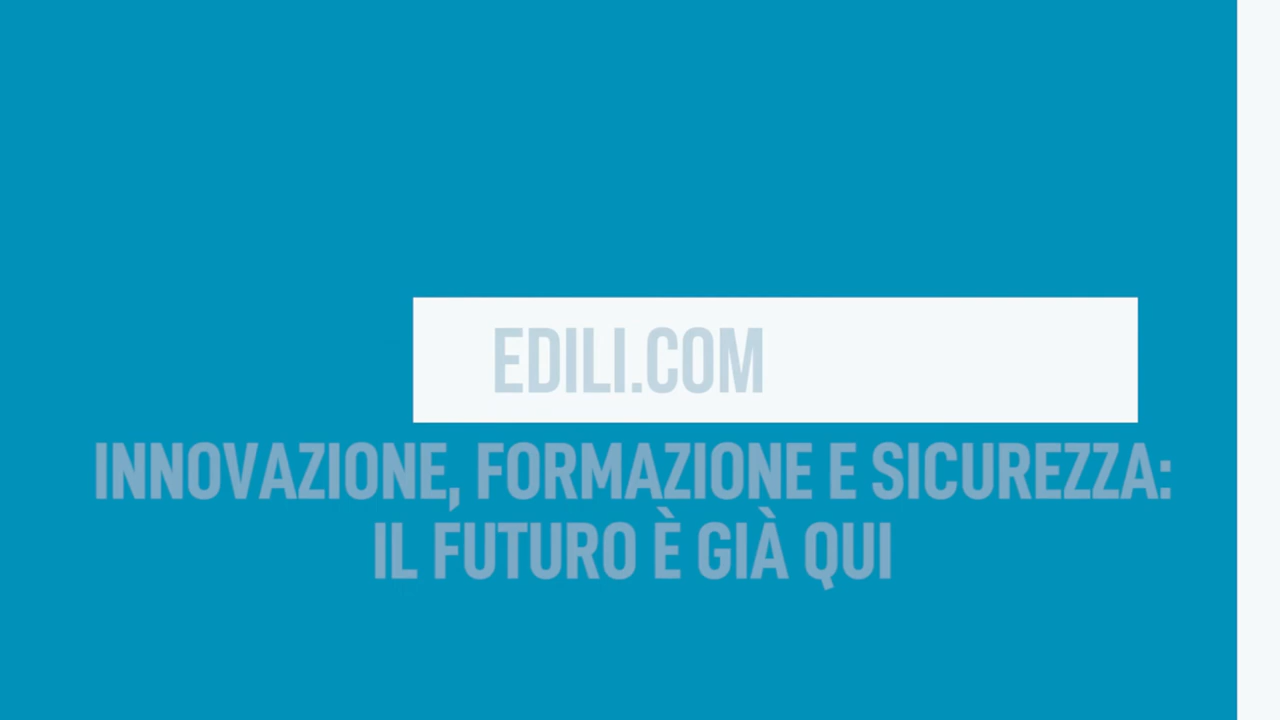 EDILI.COM
INNOVAZIONE, FORMAZIONE E SICUREZZA:
IL FUTURO È GIÀ QUI